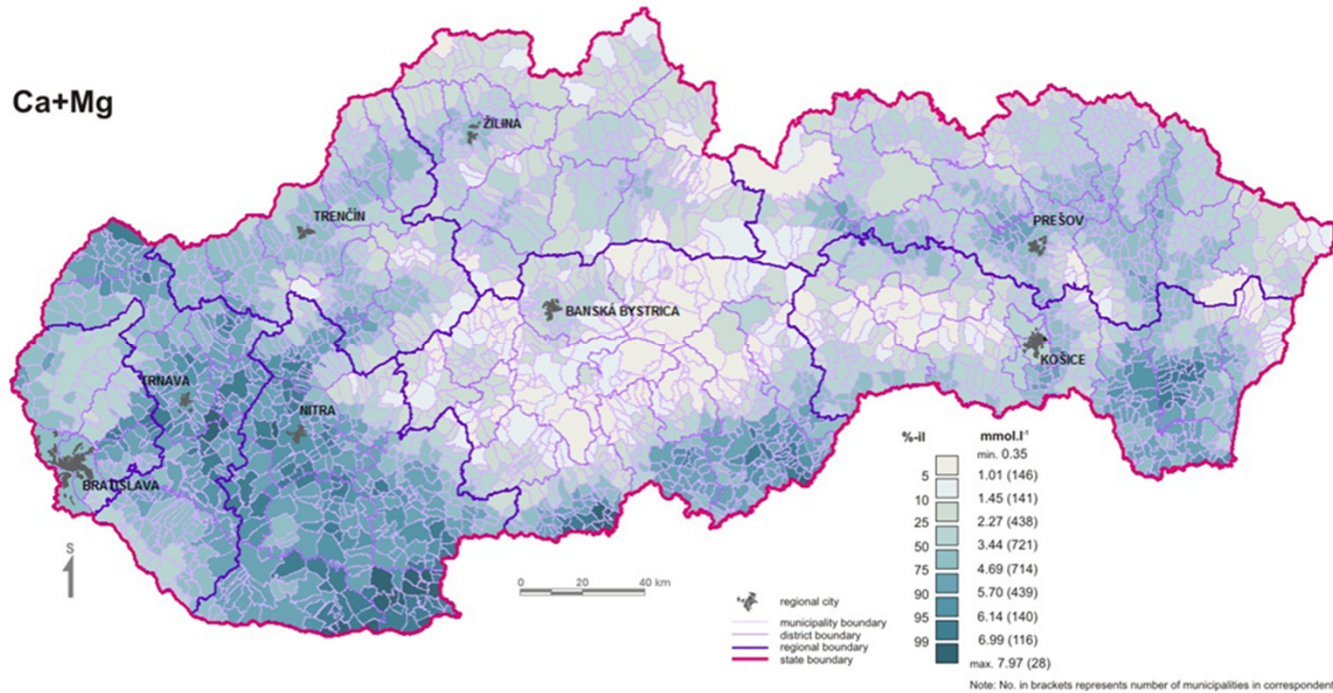 Ca+Mg
ŽILINA
TRENČÍN
PREŠOV
BANSKÁ BYSTRICA
KOŠICE
TRNAVA
NITRA
BRATISLAVA
S
0 20 40 km
regional city
municipality boundary
district boundary
regional boundary
state boundary
%-il mmol.l⁻¹
min. 0.35
5 1.01 (146)
10 1.45 (141)
25 2.27 (438)
50 3.44 (721)
75 4.69 (714)
90 5.70 (439)
95 6.14 (140)
99 6.99 (116)
max. 7.97 (28)
Note: No. in brackets represents number of municipalities in correspondent